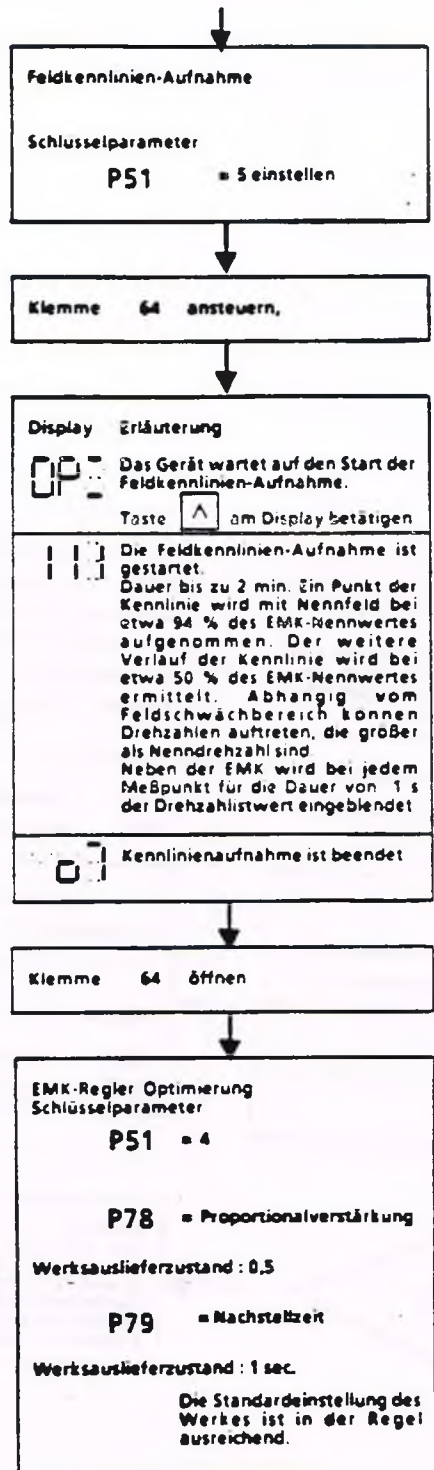 Feldkennlinien-Aufnahme
Schlüsselparameter
P51 = 5 einstellen
Klemme 64 ansteuern,
Display Erläuterung
Das Gerät wartet auf den Start der
Feldkennlinien-Aufnahme.
Taste ^ am Display betätigen
Die Feldkennlinien-Aufnahme ist
gestartet.
Dauer bis zu 2 min. Ein Punkt der
Kennlinie wird mit Nennfeld bei
etwa 94 % des EMK-Nennwertes
aufgenommen. Der weitere
Verlauf der Kennlinie wird bei
etwa 50 % des EMK-Nennwertes
ermittelt. Abhangig vom
Feldschwächbereich konnen
Drehzahlen auftreten, die größer
als Nenndrehzahl sind
Neben der EMK wird bei jedem
Meßpunkt für die Dauer von 1 s
der Drehzahlistwert eingeblendet
Kennlinienaufnahme ist beendet
Klemme 64 öffnen
EMK-Regler Optimierung
Schlüsselparameter
P51 = 4
P78 = Proportionalverstärkung
Werksauslieferzustand : 0,5
P79 = Nachstellzeit
Werksauslieferzustand : 1 sec.
Die Standardeinstellung des
Werkes ist in der Regel
ausreichend.